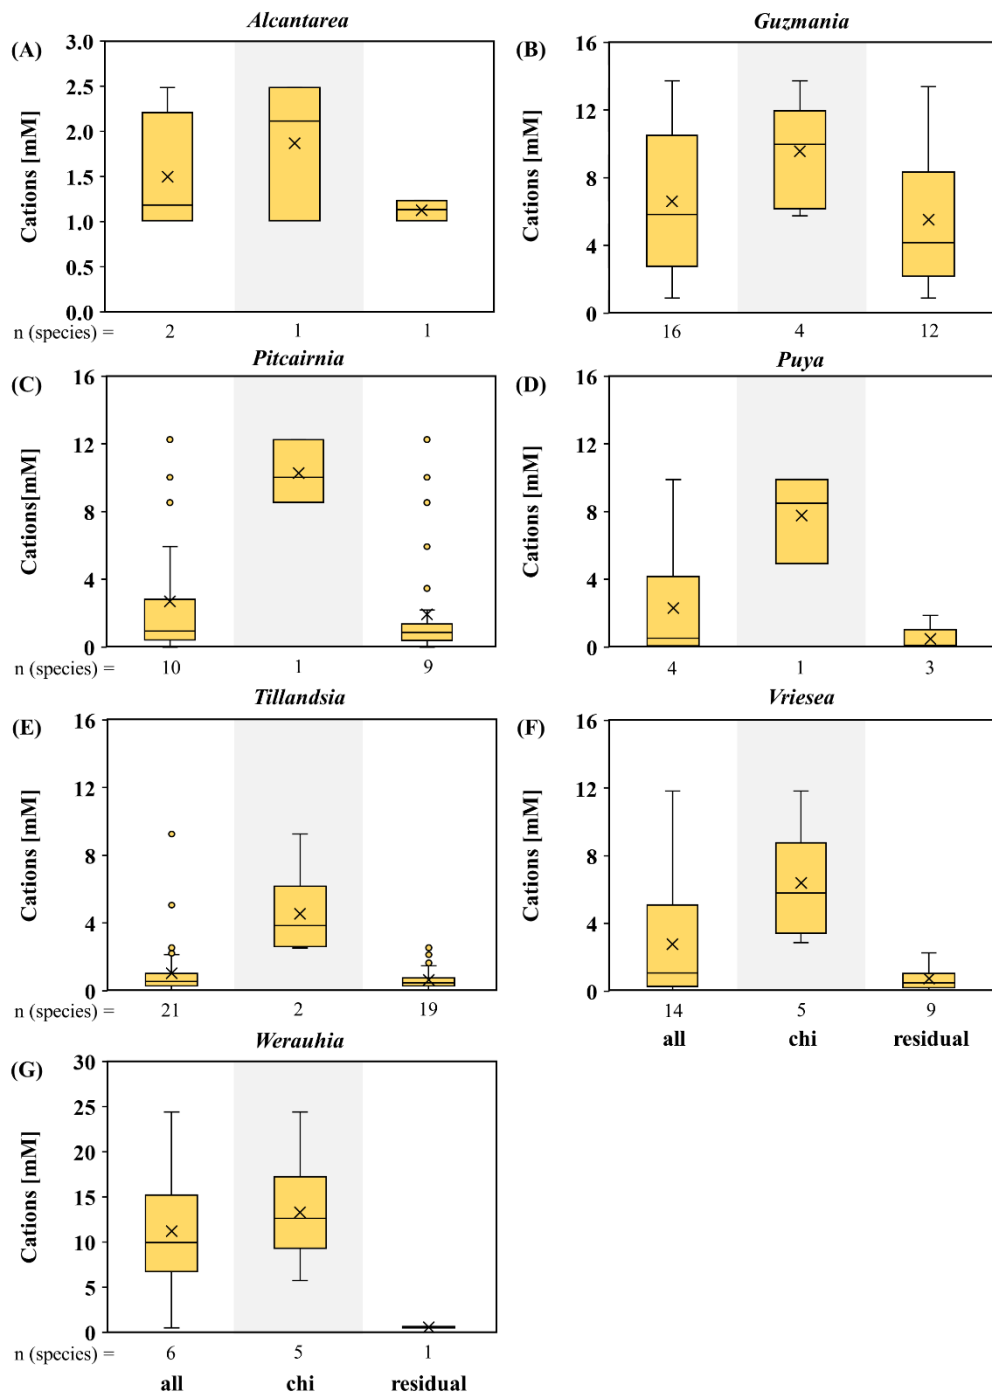 Alcantarea
(A)
3.0
2.5
2.0
1.5
1.0
0.5
0.0
Cations [mM]
n (species) = 2 1 1
Guzmania
(B)
16
12
8
4
0
Cations [mM]
16 4 12
Pitcairnia
(C)
16
12
8
4
0
Cations[mM]
n (species) = 10 1 9
Puya
(D)
16
12
8
4
0
Cations [mM]
4 1 3
Tillandsia
(E)
16
12
8
4
0
Cations [mM]
n (species) = 21 2 19
Vriesea
(F)
16
12
8
4
0
Cations [mM]
14 5 9
all chi residual
Werauhia
(G)
30
25
20
15
10
5
0
Cations [mM]
n (species) = 6 5 1
all chi residual